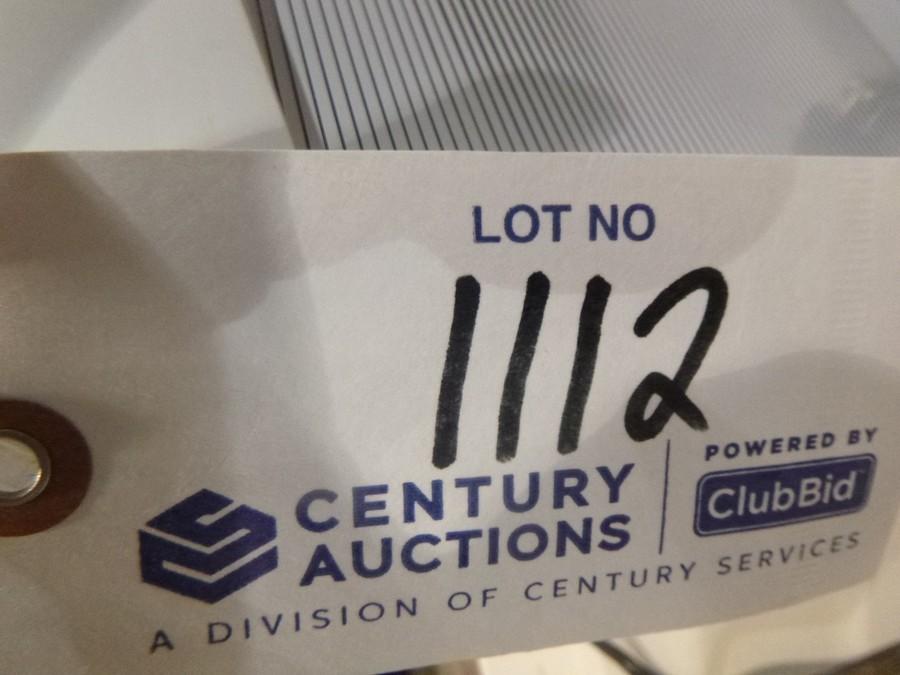 LOT NO
1112
CENTURY
AUCTIONS
POWERED BY
ClubBid
A DIVISION OF CENTURY SERVICES